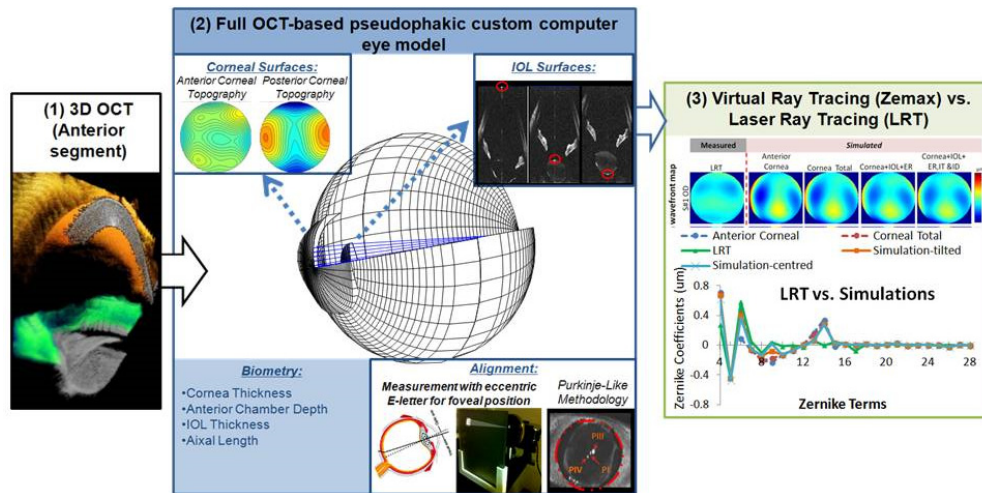 (1) 3D OCT
(Anterior
segment)
(2) Full OCT-based pseudophakic custom computer
eye model
Corneal Surfaces:
Anterior Corneal
Topography
Posterior Corneal
Topography
IOL Surfaces:
Biometry:
•Cornea Thickness
•Anterior Chamber Depth
•IOL Thickness
•Aixal Length
Alignment:
Measurement with eccentric
E-letter for foveal position
Purkinje-Like
Methodology
PIII
PIV
PI
(3) Virtual Ray Tracing (Zemax) vs.
Laser Ray Tracing (LRT)
Measured
Simulated
LRT
Anterior
Cornea
Cornea Total
Cornea+IOL+ER
Cornea+IOL+
ER,IT &ID
wavefront map
S#1 OD
Anterior Corneal
Corneal Total
LRT
Simulation-tilted
Simulation-centred
LRT vs. Simulations
Zernike Coefficients (um)
0.8
0.4
0
-0.4
-0.8
4 8 12 16 20 24 28
Zernike Terms